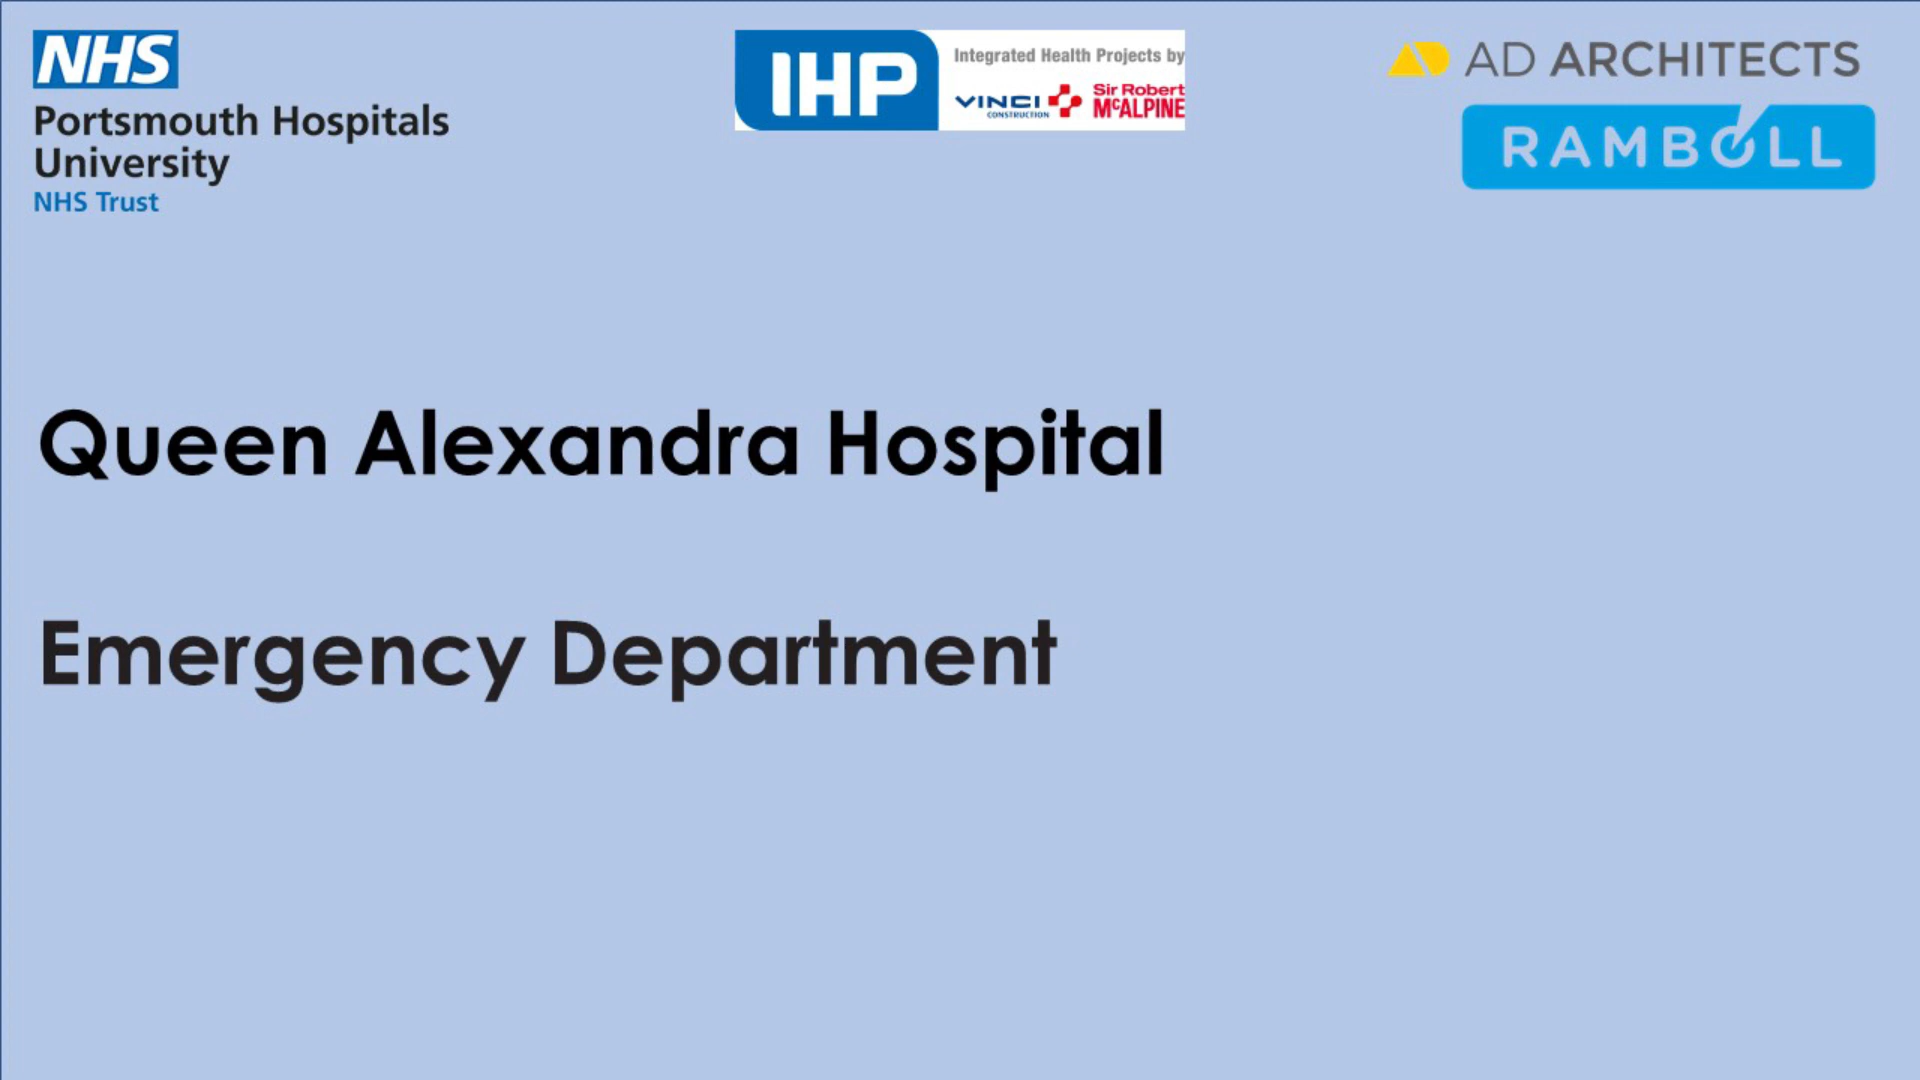 NHS
Portsmouth Hospitals
University
NHS Trust
IHP
Integrated Health Projects by
VINCI
CONSTRUCTION
Sir Robert
McALPINE
AD ARCHITECTS
RAMBOLL
Queen Alexandra Hospital
Emergency Department